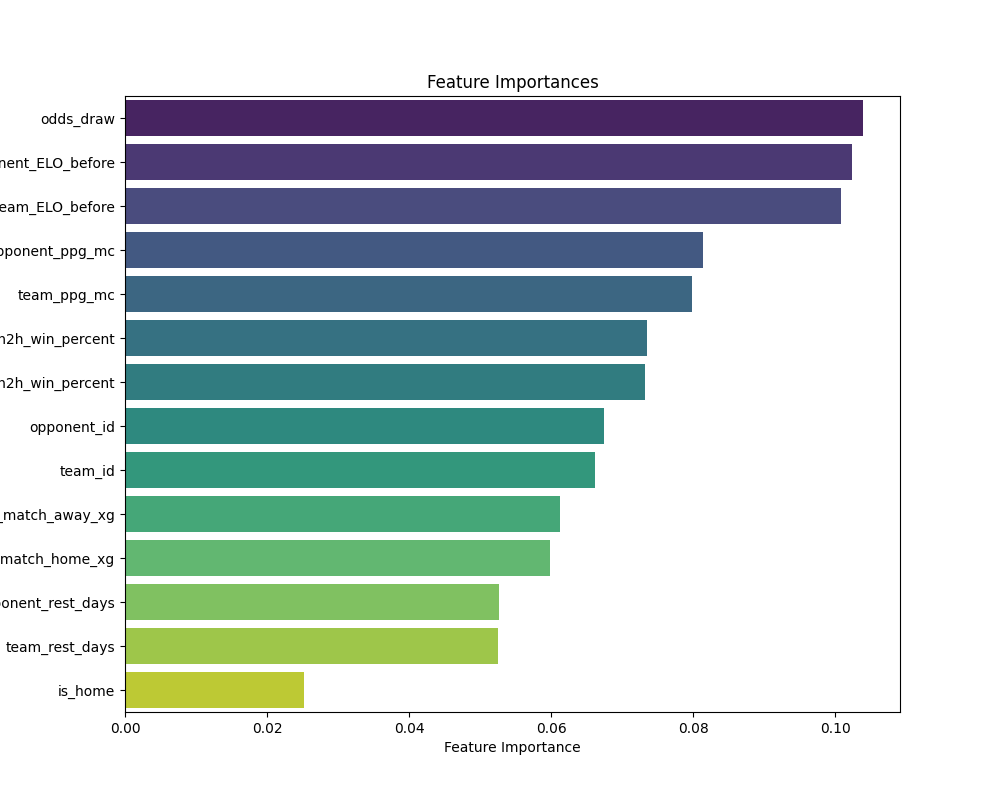 Feature Importances
odds_draw
nent_ELO_before
eam_ELO_before
pponent_ppg_mc
team_ppg_mc
h2h_win_percent
h2h_win_percent
opponent_id
team_id
_match_away_xg
match_home_xg
onent_rest_days
team_rest_days
is_home
0.00 0.02 0.04 0.06 0.08 0.10
Feature Importance